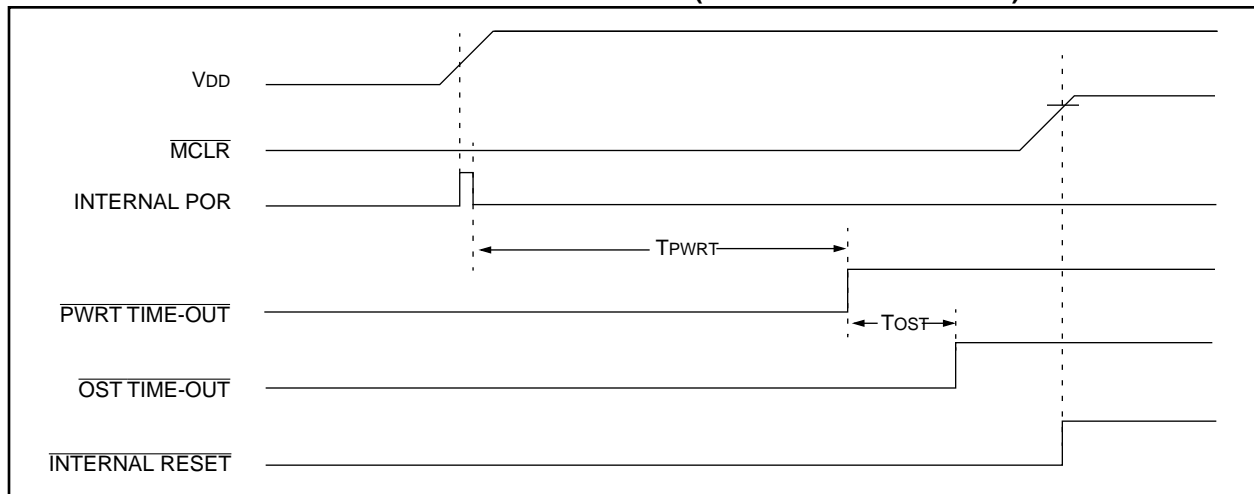 VDD
MCLR
INTERNAL POR
TPWRT
PWRT TIME-OUT
TOST
OST TIME-OUT
INTERNAL RESET